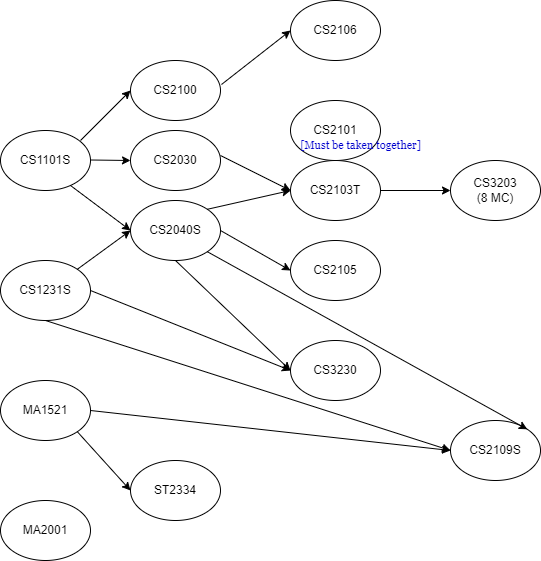 CS2106
CS2100
CS2101
[Must be taken together]
CS1101S
CS2030
CS2103T
CS3203
(8 MC)
CS2040S
CS2105
CS1231S
CS3230
MA1521
CS2109S
ST2334
MA2001